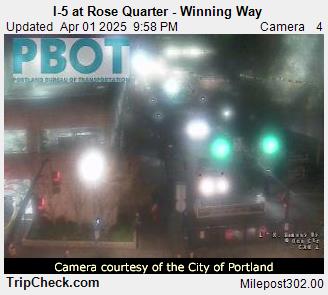 I-5 at Rose Quarter - Winning Way
Updated Apr 01 2025 9:58 PM Camera 4
PBOT
PORTLAND BUREAU OF TRANSPORTATION
Camera courtesy of the City of Portland
TripCheck.com Milepost302.00